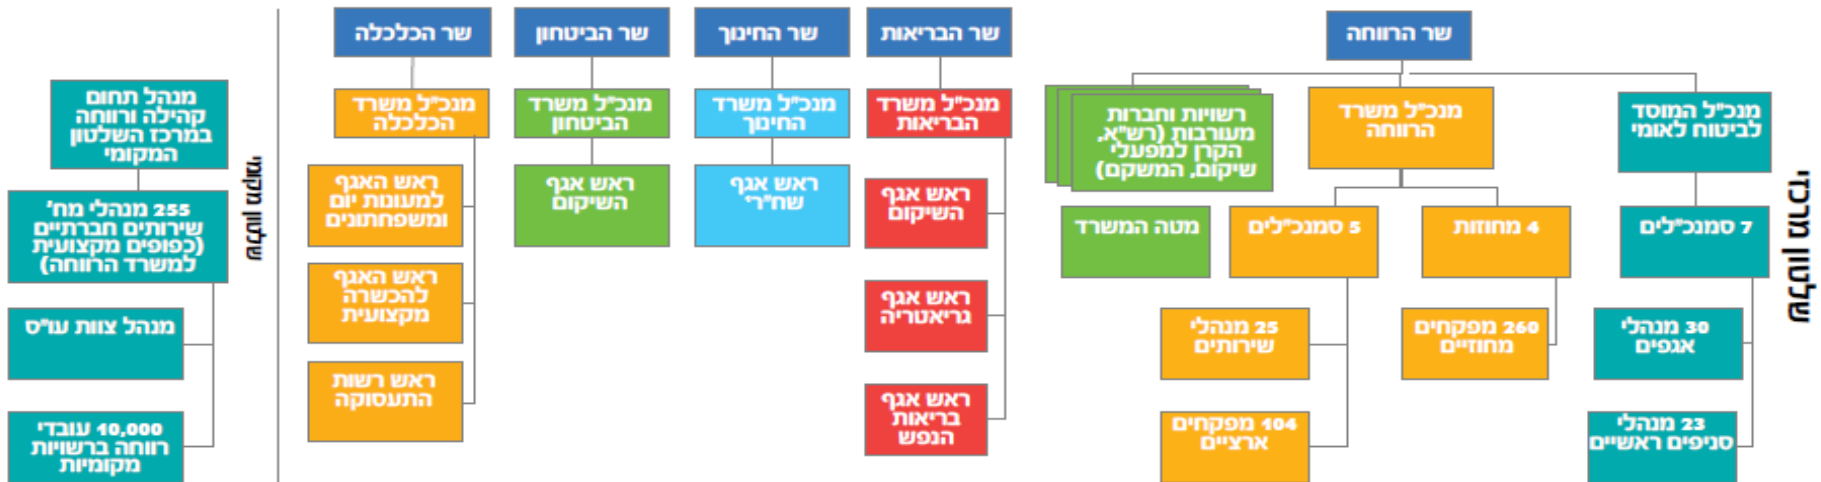 שלטון מרכזי
שר הרווחה
מנכ"ל המוסד
לביטוח לאומי
7 סמנכ"לים
30 מנהלי
אגפים
23 מנהלי
סניפים ראשיים
מנכ"ל משרד
הרווחה
4 מחוזות
260 מפקחים
מחוזיים
5 סמנכ"לים
25 מנהלי
שירותים
104 מפקחים
ארציים
רשויות וחברות
מעורבות (רש"א,
הקרן למפעלי
שיקום, המשקם)
מטה המשרד
שר הבריאות
מנכ"ל משרד
הבריאות
ראש אגף
השיקום
ראש אגף
גריאטריה
ראש אגף
בריאות
הנפש
שר החינוך
מנכ"ל משרד
החינוך
ראש אגף
שח"ר
שר הביטחון
מנכ"ל משרד
הביטחון
ראש אגף
השיקום
שר הכלכלה
מנכ"ל משרד
הכלכלה
ראש האגף
למעונות יום
ומשפחתונים
ראש האגף
להכשרה
מקצועית
ראש רשות
התעסוקה
שלטון מקומי
מנהל תחום
קהילה ורווחה
במרכז השלטון
המקומי
255 מנהלי מח'
שירותים חברתיים
(כפופים מקצועית
למשרד הרווחה)
מנהל צוות עו"ס
10,000 עובדי
רווחה ברשויות
מקומיות